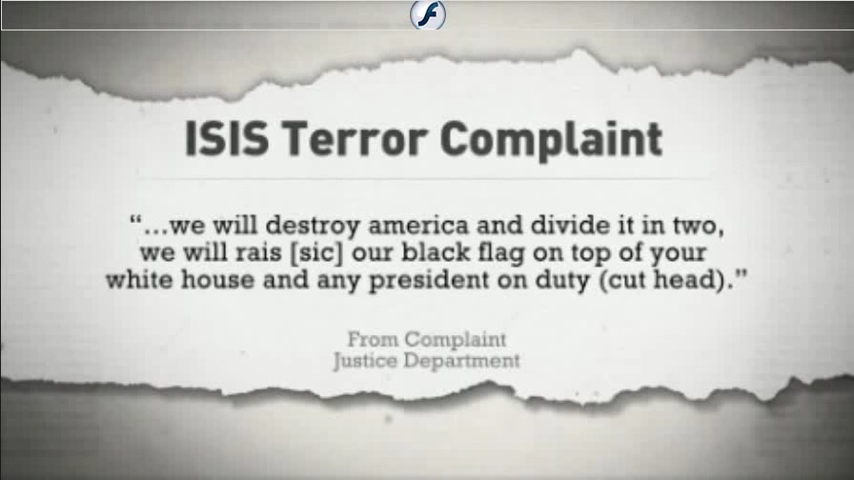 ISIS Terror Complaint
“...we will destroy america and divide it in two,
we will rais [sic] our black flag on top of your
white house and any president on duty (cut head).”
From Complaint
Justice Department